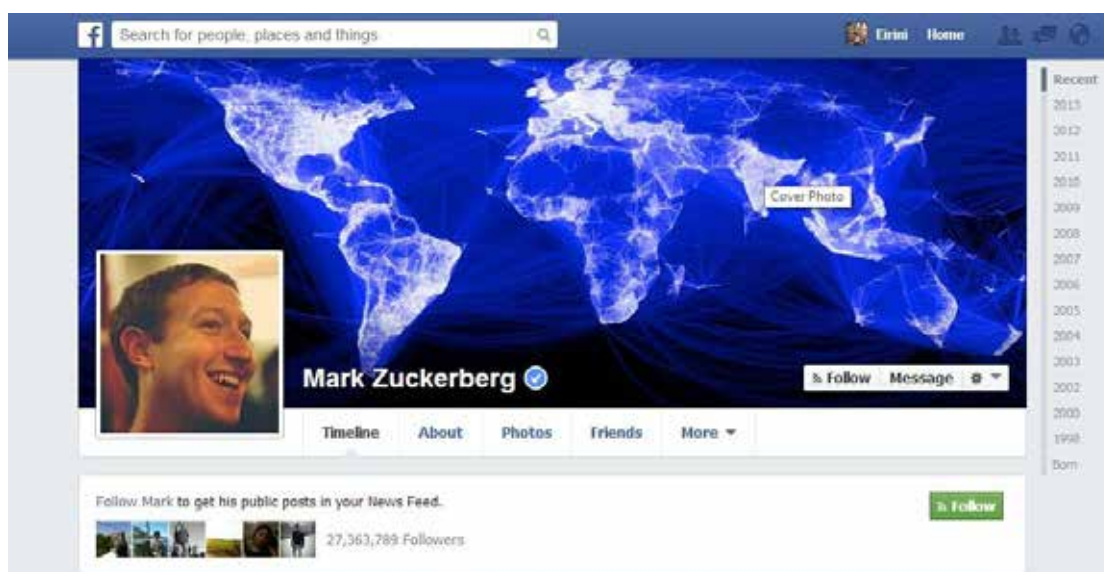 f
Search for people, places and things
Eirini Home
Recent
2013
2012
2011
2010
2009
2008
2007
2006
2005
2004
2003
2002
2000
1998
Born
Cover Photo
Mark Zuckerberg
Follow Message
Timeline About Photos Friends More
Follow Mark to get his public posts in your News Feed.
Follow
27,363,789 Followers